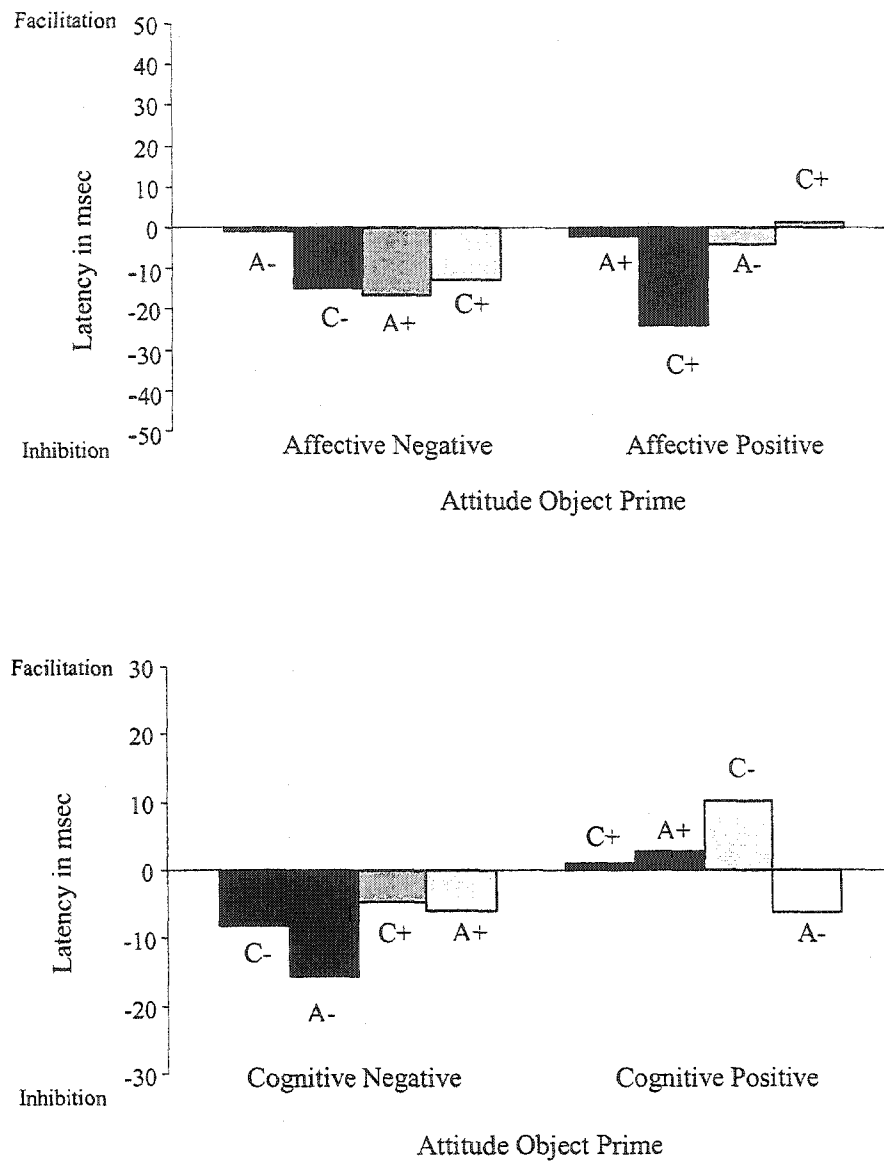 Facilitation
50
40
30
20
10
0
-10
-20
-30
-40
-50
Inhibition
Latency in msec
A-
C-
A+
C+
A+
C+
A-
C+
Affective Negative
Affective Positive
Attitude Object Prime
Facilitation
30
20
10
0
-10
-20
-30
Inhibition
Latency in msec
C-
A-
C+
A+
C+
A+
C-
A-
Cognitive Negative
Cognitive Positive
Attitude Object Prime